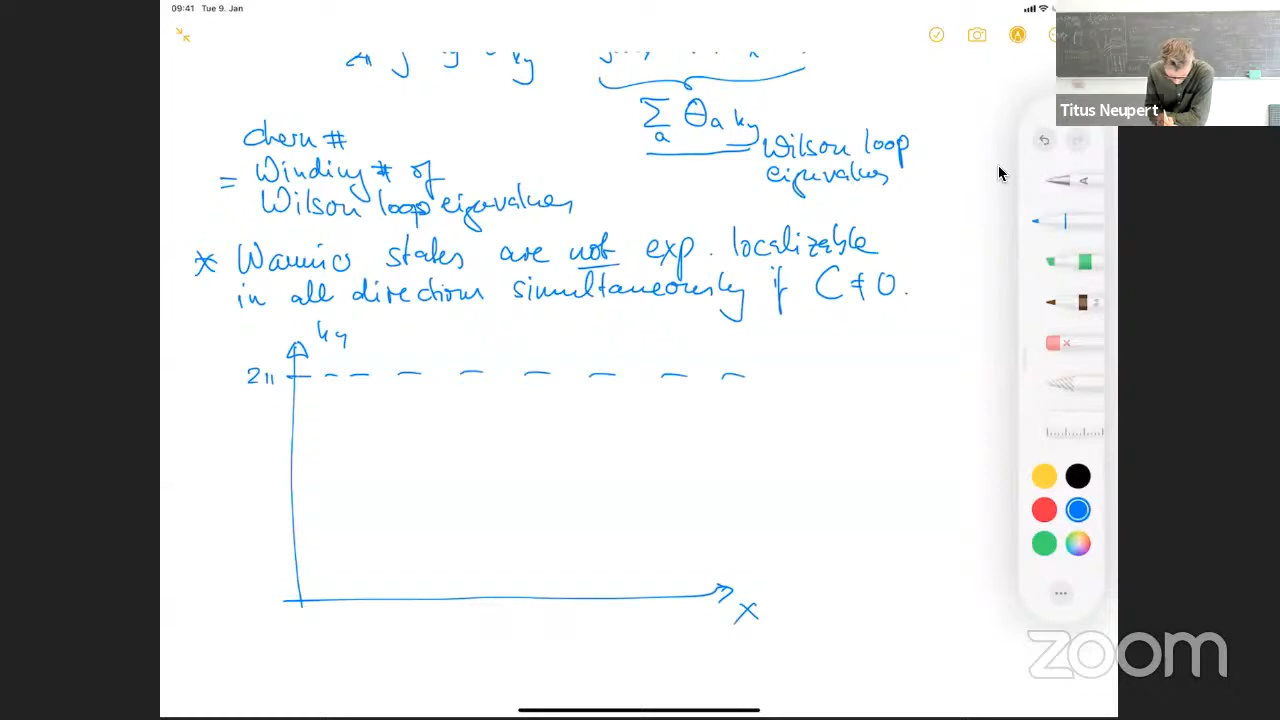 09:41 Tue 9. Jan
Titus Neupert
ky
Σ θa ky
a
Wilson loop
eigenvalues
Chern #
= Winding # of
Wilson loop eigenvalues
* Wannier states are not exp. localizable
in all directions simultaneously if C ≠ 0.
ky
2π
x
zoom